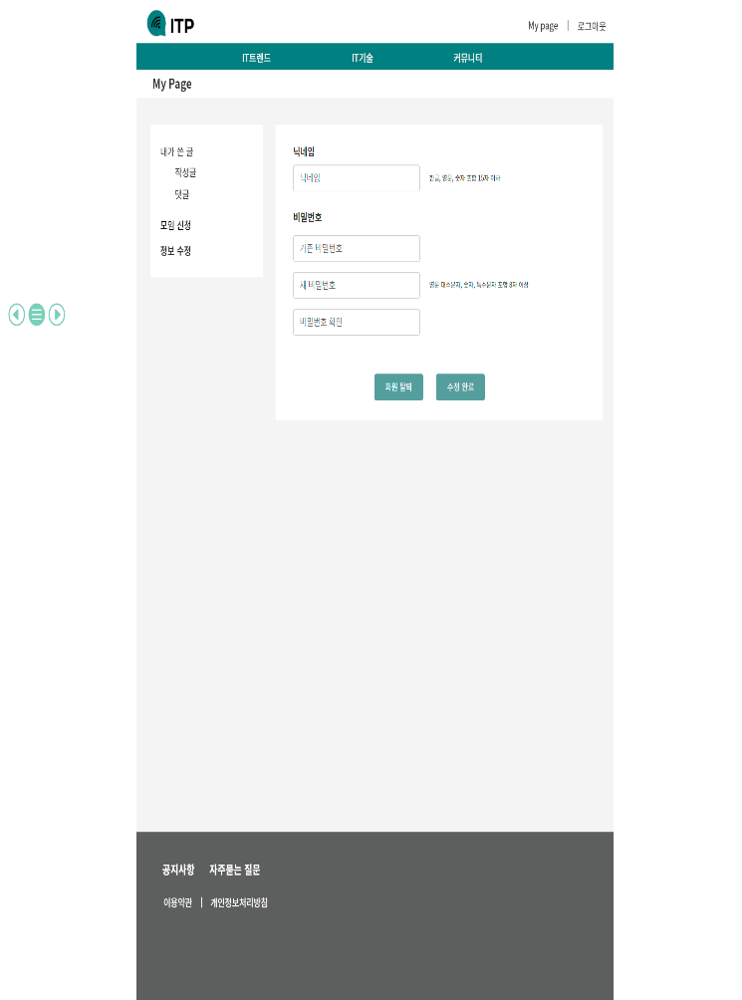 ITP
My page | 로그아웃
IT트렌드 IT기술 커뮤니티
My Page
내가 쓴 글
작성글
댓글
모임 신청
정보 수정
닉네임
닉네임
한글, 영문, 숫자 포함 15자 이하
비밀번호
기존 비밀번호
새 비밀번호
영문 대소문자, 숫자, 특수문자 포함 8자 이상
비밀번호 확인
회원 탈퇴 수정 완료
공지사항 자주묻는 질문
이용약관 | 개인정보처리방침